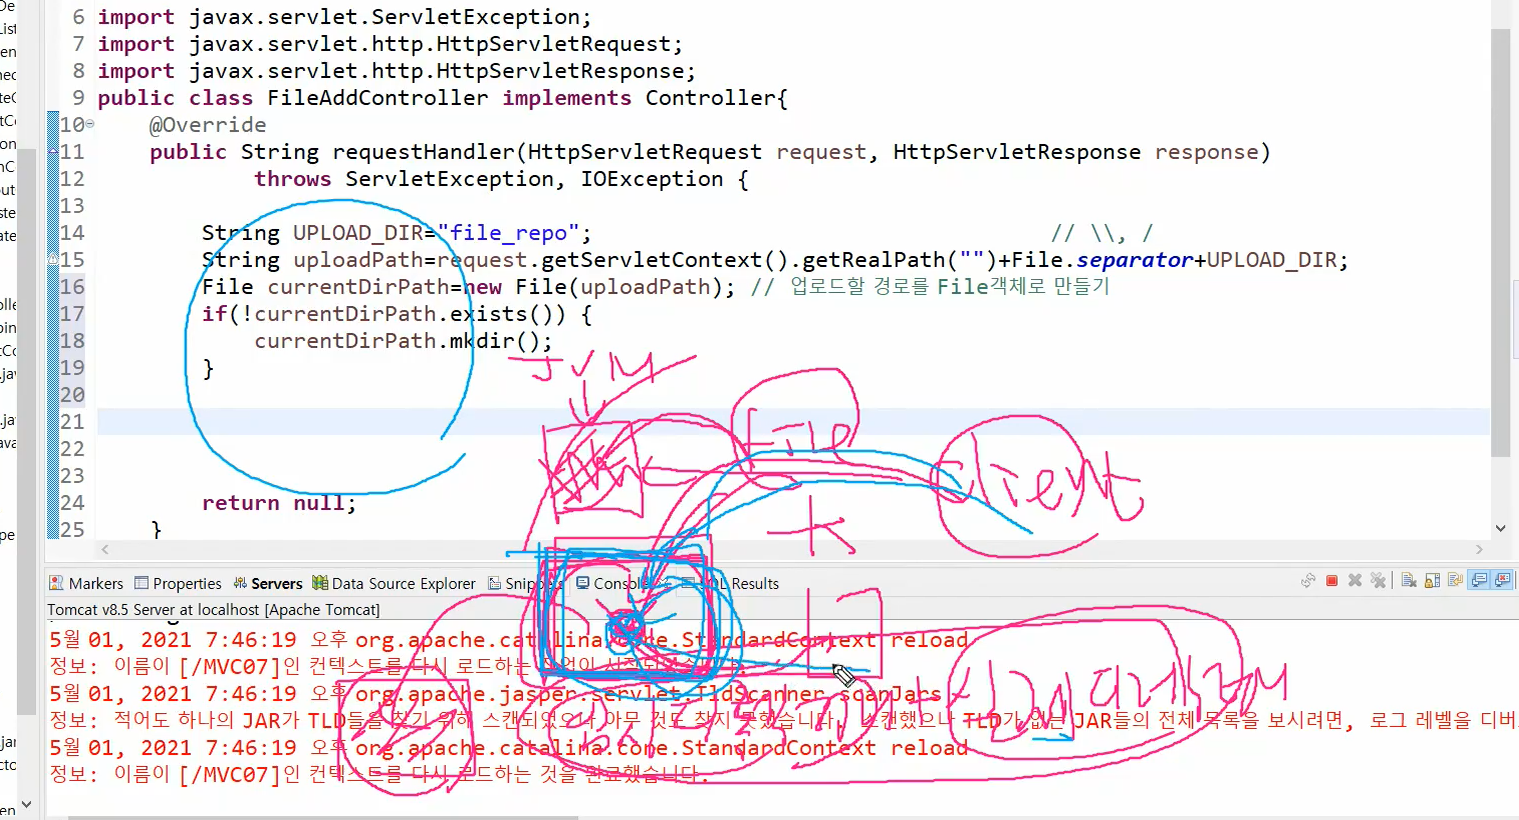 6 import javax.servlet.ServletException;
7 import javax.servlet.http.HttpServletRequest;
8 import javax.servlet.http.HttpServletResponse;
9 public class FileAddController implements Controller{
10 @Override
11 public String requestHandler(HttpServletRequest request, HttpServletResponse response)
12 throws ServletException, IOException {
13
14 String UPLOAD_DIR="file_repo"; // \\, /
15 String uploadPath=request.getServletContext().getRealPath("")+File.separator+UPLOAD_DIR;
16 File currentDirPath=new File(uploadPath); // 업로드할 경로를 File객체로 만들기
17 if(!currentDirPath.exists()) {
18 currentDirPath.mkdir();
19 }
20
21
22
23
24 return null;
25 }
JVM
File
Client
Markers Properties Servers Data Source Explorer Snippets Console SQL Results
Tomcat v8.5 Server at localhost [Apache Tomcat]
5월 01, 2021 7:46:19 오후 org.apache.catalina.core.StandardContext reload
정보: 이름이 [/MVC07]인 컨텍스트를 다시 로드하는 작업이 시작되었습니다.
5월 01, 2021 7:46:19 오후 org.apache.jasper.servlet.TldScanner scanJars
정보: 적어도 하나의 JAR가 TLD들을 찾기 위해 스캔되었으나 아무 것도 찾지 못했습니다. 스캔했으나 TLD가 없는 JAR들의 전체 목록을 보시려면, 로그 레벨을 디버
5월 01, 2021 7:46:19 오후 org.apache.catalina.core.StandardContext reload
정보: 이름이 [/MVC07]인 컨텍스트를 다시 로드하는 것을 완료했습니다.